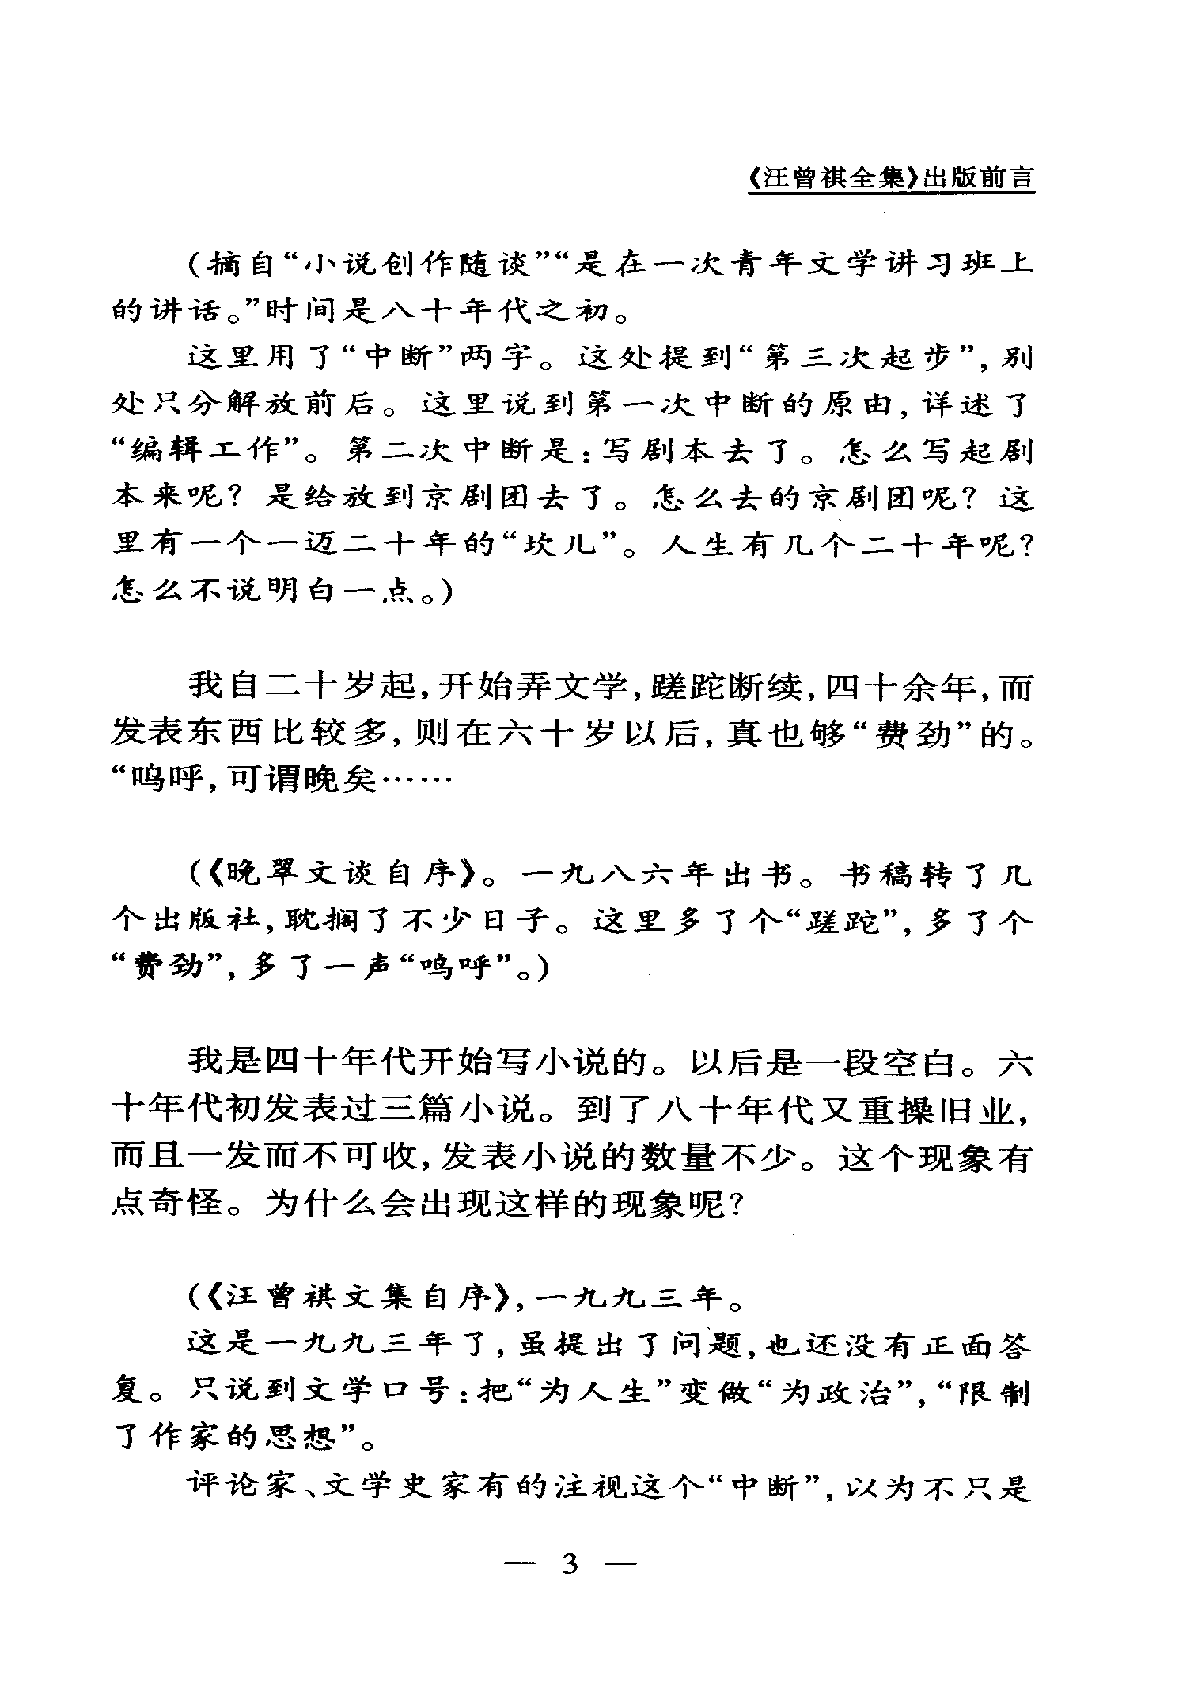 《汪曾祺全集》出版前言
(摘自“小说创作随谈”“是在一次青年文学讲习班上
的讲话。”时间是八十年代之初。
这里用了“中断”两字。这处提到“第三次起步”,别
处只分解放前后。这里说到第一次中断的原由,详述了
“编辑工作”。第二次中断是:写剧本去了。怎么写起剧
本来呢？是给放到京剧团去了。怎么去的京剧团呢？这
里有一个一迈二十年的“坎儿”。人生有几个二十年呢？
怎么不说明白一点。)
我自二十岁起,开始弄文学,蹉跎断续,四十余年,而
发表东西比较多,则在六十岁以后,真也够“费劲”的。
“呜呼,可谓晚矣……
(《晚翠文谈自序》。一九八六年出书。书稿转了几
个出版社,耽搁了不少日子。这里多了个“蹉跎”,多了个
“费劲”,多了一声“呜呼”。)
我是四十年代开始写小说的。以后是一段空白。六
十年代初发表过三篇小说。到了八十年代又重操旧业,
而且一发而不可收,发表小说的数量不少。这个现象有
点奇怪。为什么会出现这样的现象呢？
(《汪曾祺文集自序》,一九九三年。
这是一九九三年了,虽提出了问题,也还没有正面答
复。只说到文学口号:把“为人生”变做“为政治”,“限制
了作家的思想”。
评论家、文学史家有的注视这个“中断”,以为不只是
— 3 —